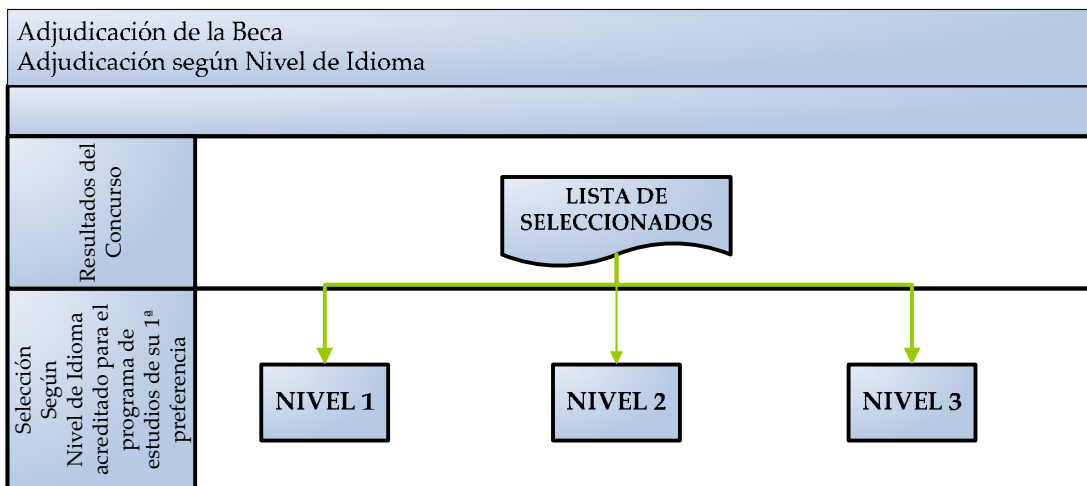 Adjudicación de la Beca
Adjudicación según Nivel de Idioma
Resultados del
Concurso
LISTA DE
SELECCIONADOS
Selección
Según
Nivel de Idioma
acreditado para el
programa de
estudios de su 1ª
preferencia
NIVEL 1
NIVEL 2
NIVEL 3